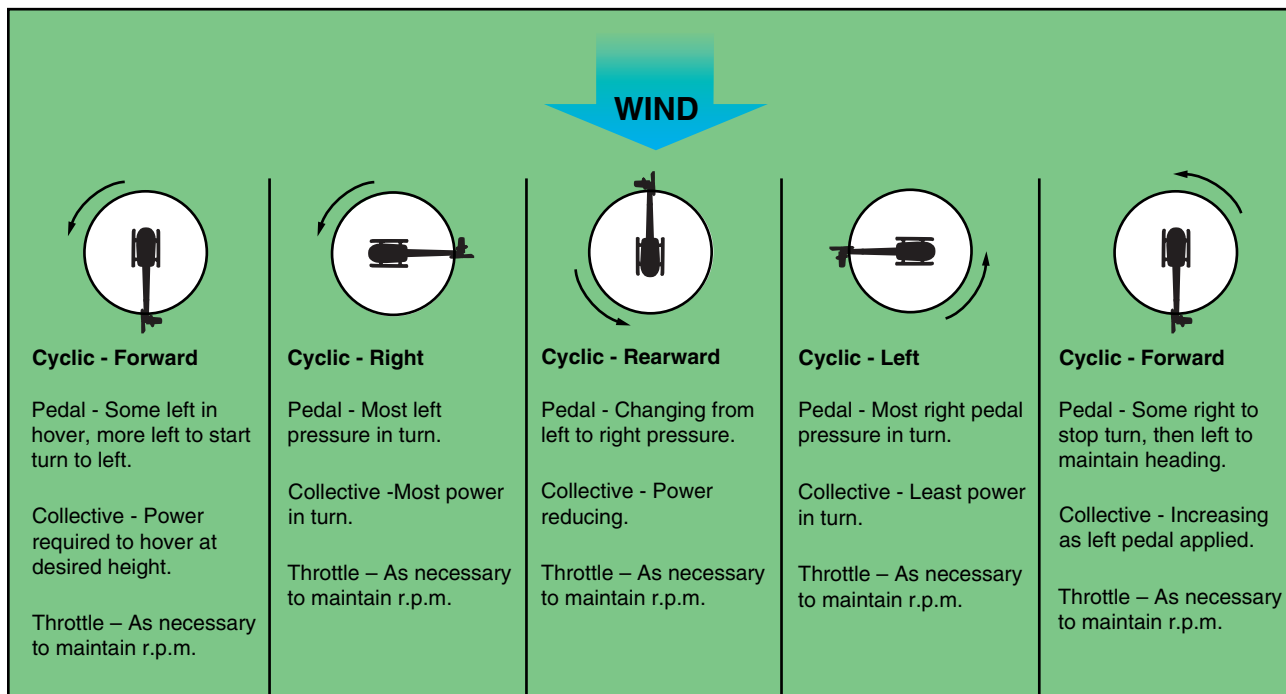 WIND
Cyclic - Forward
Pedal - Some left in
hover, more left to start
turn to left.
Collective - Power
required to hover at
desired height.
Throttle – As necessary
to maintain r.p.m.
Cyclic - Right
Pedal - Most left
pressure in turn.
Collective -Most power
in turn.
Throttle – As necessary
to maintain r.p.m.
Cyclic - Rearward
Pedal - Changing from
left to right pressure.
Collective - Power
reducing.
Throttle – As necessary
to maintain r.p.m.
Cyclic - Left
Pedal - Most right pedal
pressure in turn.
Collective - Least power
in turn.
Throttle – As necessary
to maintain r.p.m.
Cyclic - Forward
Pedal - Some right to
stop turn, then left to
maintain heading.
Collective - Increasing
as left pedal applied.
Throttle – As necessary
to maintain r.p.m.